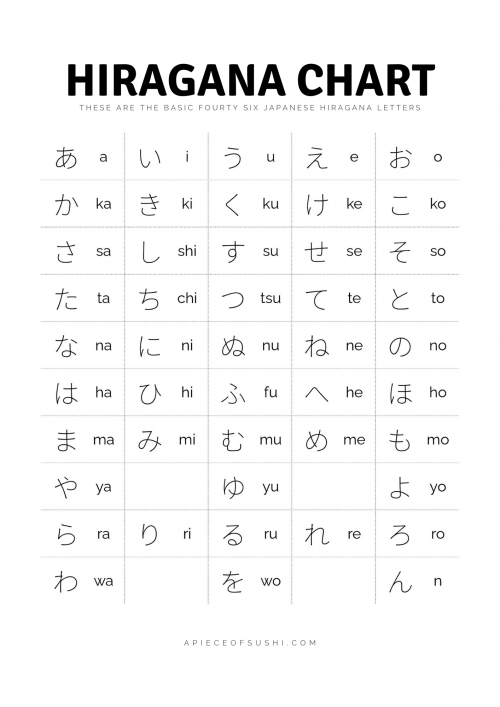 HIRAGANA CHART
THESE ARE THE BASIC FOURTY SIX JAPANESE HIRAGANA LETTERS
あ a い i う u え e お o
か ka き ki く ku け ke こ ko
さ sa し shi す su せ se そ so
た ta ち chi つ tsu て te と to
な na に ni ぬ nu ね ne の no
は ha ひ hi ふ fu へ he ほ ho
ま ma み mi む mu め me も mo
や ya ゆ yu よ yo
ら ra り ri る ru れ re ろ ro
わ wa を wo ん n
APIECEOFSUSHI.COM